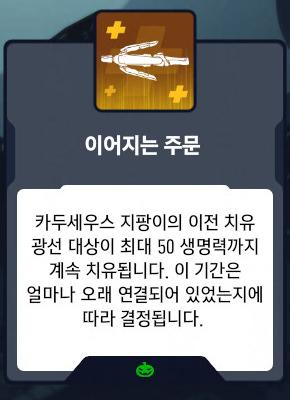 이어지는 주문
카두세우스 지팡이의 이전 치유
광선 대상이 최대 50 생명력까지
계속 치유됩니다. 이 기간은
얼마나 오래 연결되어 있었는지에
따라 결정됩니다.